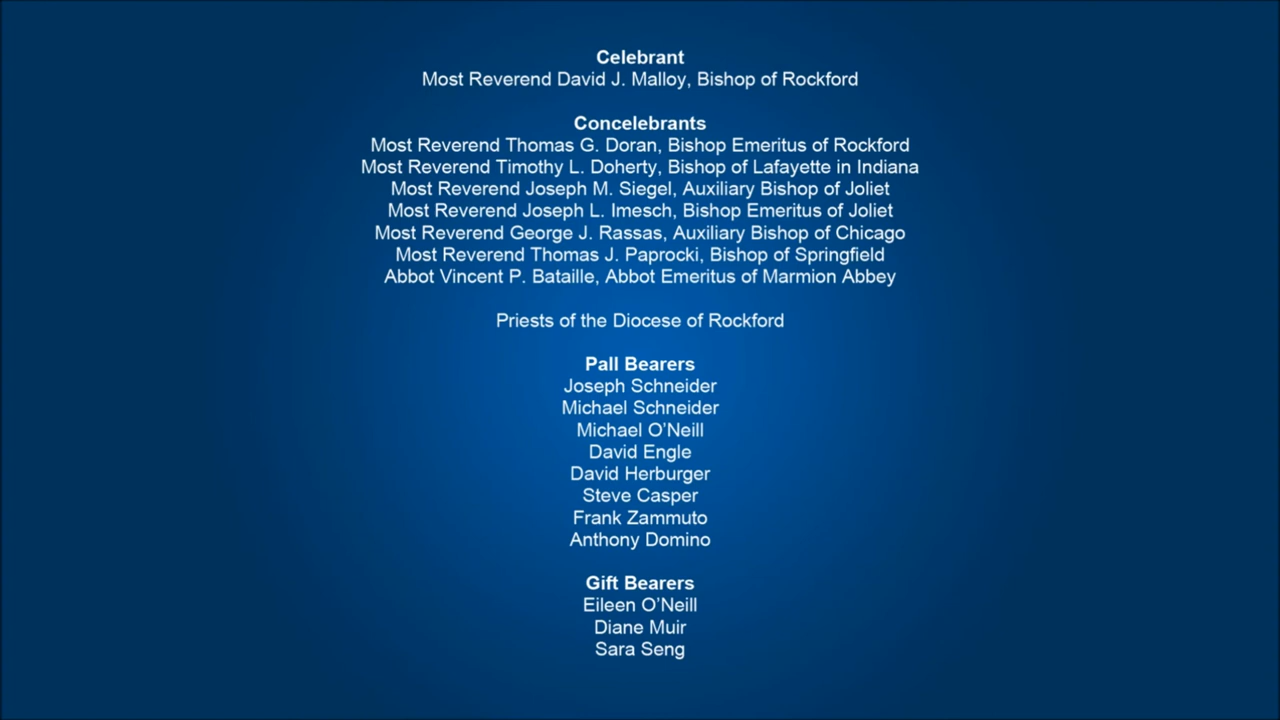 Celebrant
Most Reverend David J. Malloy, Bishop of Rockford
Concelebrants
Most Reverend Thomas G. Doran, Bishop Emeritus of Rockford
Most Reverend Timothy L. Doherty, Bishop of Lafayette in Indiana
Most Reverend Joseph M. Siegel, Auxiliary Bishop of Joliet
Most Reverend Joseph L. Imesch, Bishop Emeritus of Joliet
Most Reverend George J. Rassas, Auxiliary Bishop of Chicago
Most Reverend Thomas J. Paprocki, Bishop of Springfield
Abbot Vincent P. Bataille, Abbot Emeritus of Marmion Abbey
Priests of the Diocese of Rockford
Pall Bearers
Joseph Schneider
Michael Schneider
Michael O’Neill
David Engle
David Herburger
Steve Casper
Frank Zammuto
Anthony Domino
Gift Bearers
Eileen O’Neill
Diane Muir
Sara Seng